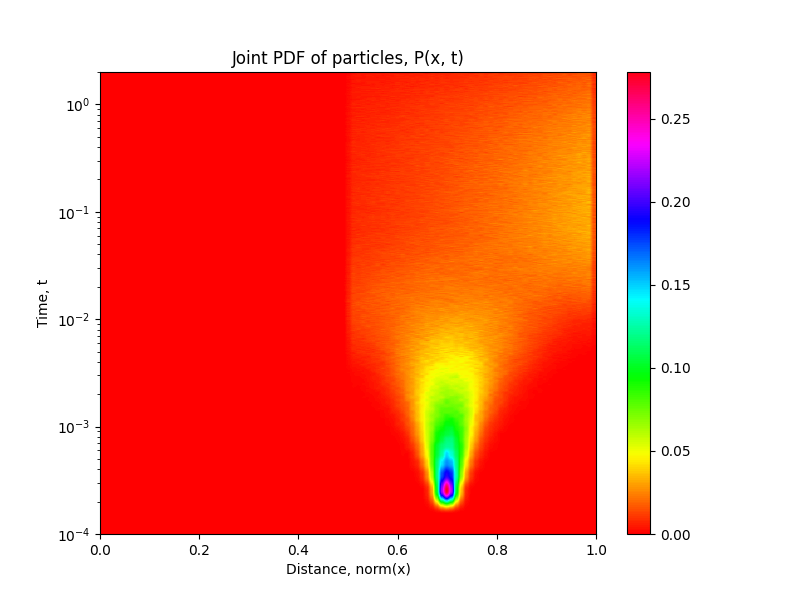 Joint PDF of particles, P(x, t)
Time, t
10⁰
10⁻¹
10⁻²
10⁻³
10⁻⁴
0.0 0.2 0.4 0.6 0.8 1.0
Distance, norm(x)
0.25
0.20
0.15
0.10
0.05
0.00